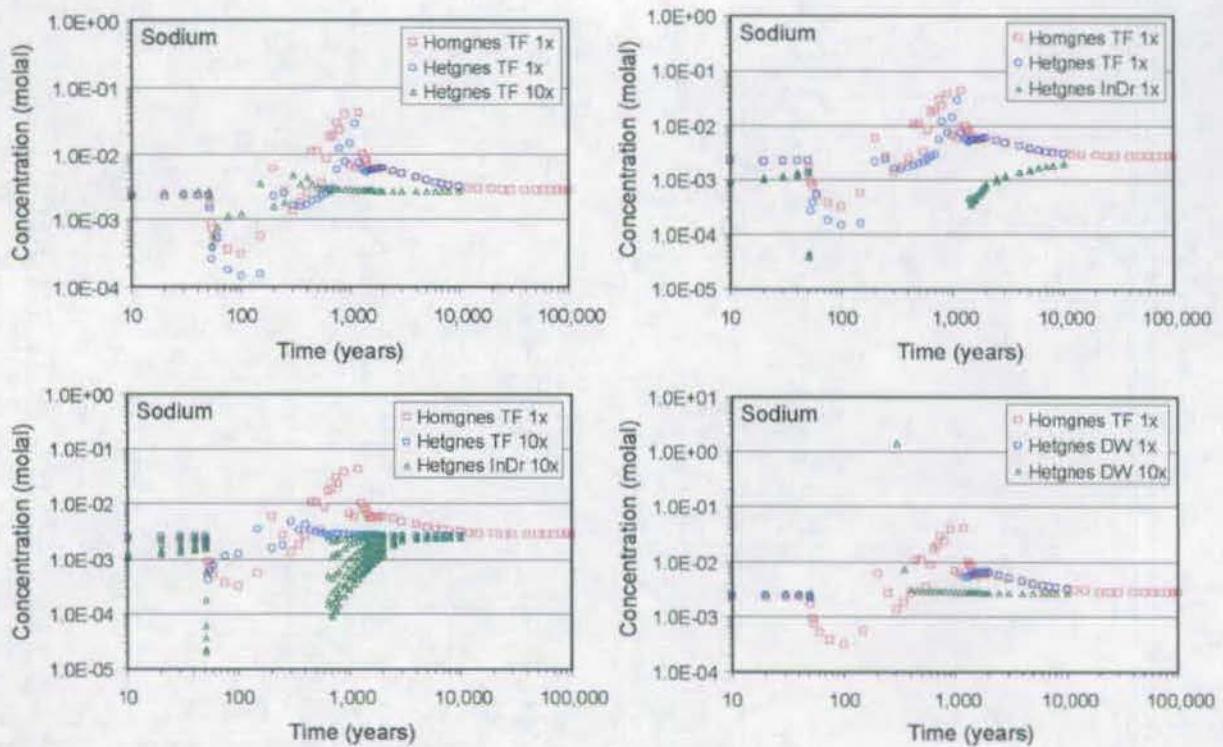 Sodium
Homgnes TF 1x
Hetgnes TF 1x
Hetgnes TF 10x
1.0E+00
1.0E-01
1.0E-02
1.0E-03
1.0E-04
Concentration (molal)
10 100 1,000 10,000 100,000
Time (years)
Sodium
Homgnes TF 1x
Hetgnes TF 1x
Hetgnes InDr 1x
1.0E+00
1.0E-01
1.0E-02
1.0E-03
1.0E-04
1.0E-05
Concentration (molal)
10 100 1,000 10,000 100,000
Time (years)
Sodium
Homgnes TF 1x
Hetgnes TF 10x
Hetgnes InDr 10x
1.0E+00
1.0E-01
1.0E-02
1.0E-03
1.0E-04
1.0E-05
Concentration (molal)
10 100 1,000 10,000 100,000
Time (years)
Sodium
Homgnes TF 1x
Hetgnes DW 1x
Hetgnes DW 10x
1.0E+01
1.0E+00
1.0E-01
1.0E-02
1.0E-03
1.0E-04
Concentration (molal)
10 100 1,000 10,000 100,000
Time (years)